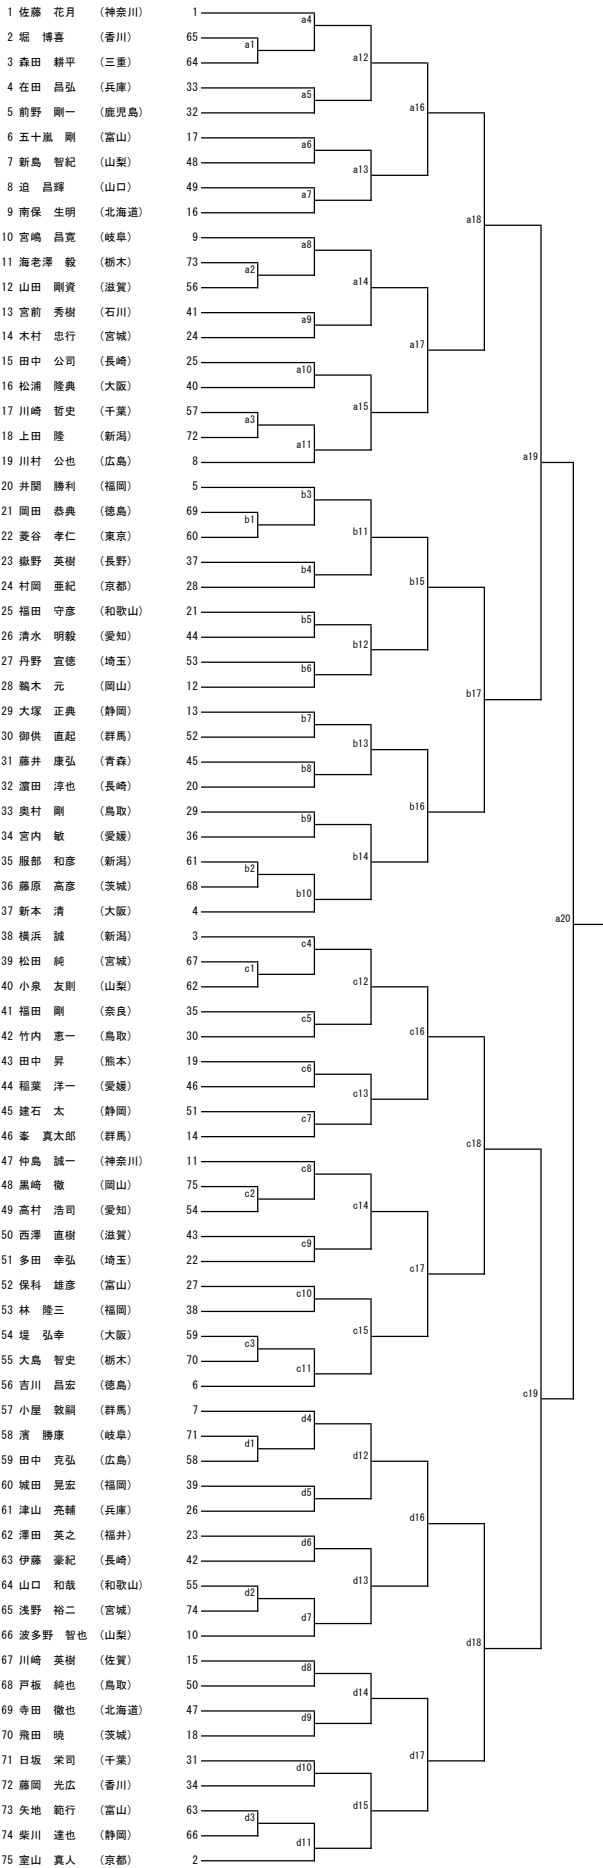 1 佐藤 花月 (神奈川) 1
a4
2 堀 博喜 (香川) 65
a1
a12
3 森田 耕平 (三重) 64
4 在田 昌弘 (兵庫) 33
a5
5 前野 剛一 (鹿児島) 32
a16
6 五十嵐 剛 (富山) 17
a6
7 新島 智紀 (山梨) 48
a13
8 迫 昌輝 (山口) 49
a7
9 南保 生明 (北海道) 16
a18
10 宮嶋 昌寛 (岐阜) 9
a8
11 海老澤 毅 (栃木) 73
a2
a14
12 山田 剛資 (滋賀) 56
13 宮前 秀樹 (石川) 41
a9
14 木村 忠行 (宮城) 24
a17
15 田中 公司 (長崎) 25
a10
16 松浦 隆典 (大阪) 40
a15
17 川崎 哲史 (千葉) 57
a3
18 上田 隆 (新潟) 72
a11
19 川村 公也 (広島) 8
a19
20 井関 勝利 (福岡) 5
b3
21 岡田 恭典 (徳島) 69
b1
b11
22 菱谷 孝仁 (東京) 60
23 嶽野 英樹 (長野) 37
b4
24 村岡 亜紀 (京都) 28
b15
25 福田 守彦 (和歌山) 21
b5
26 清水 明毅 (愛知) 44
b12
27 丹野 宣徳 (埼玉) 53
b6
28 鵜木 元 (岡山) 12
b17
29 大塚 正典 (静岡) 13
b7
30 御供 直起 (群馬) 52
b13
31 藤井 康弘 (青森) 45
b8
32 濵田 淳也 (長崎) 20
b16
33 奥村 剛 (鳥取) 29
b9
34 宮内 敏 (愛媛) 36
b14
35 服部 和彦 (新潟) 61
b2
36 藤原 高彦 (茨城) 68
b10
37 新本 清 (大阪) 4
a20
38 横浜 誠 (新潟) 3
c4
39 松田 純 (宮城) 67
c1
c12
40 小泉 友則 (山梨) 62
41 福田 剛 (奈良) 35
c5
42 竹内 恵一 (鳥取) 30
c16
43 田中 昇 (熊本) 19
c6
44 稲葉 洋一 (愛媛) 46
c13
45 建石 太 (静岡) 51
c7
46 峯 真太郎 (群馬) 14
c18
47 仲島 誠一 (神奈川) 11
c8
48 黒﨑 徹 (岡山) 75
c2
c14
49 高村 浩司 (愛知) 54
50 西澤 直樹 (滋賀) 43
c9
51 多田 幸弘 (埼玉) 22
c17
52 保科 雄彦 (富山) 27
c10
53 林 隆三 (福岡) 38
c15
54 堤 弘幸 (大阪) 59
c3
55 大島 智史 (栃木) 70
c11
56 吉川 昌宏 (徳島) 6
c19
57 小屋 敦嗣 (群馬) 7
d4
58 濱 勝康 (岐阜) 71
d1
d12
59 田中 克弘 (広島) 58
60 城田 晃宏 (福岡) 39
d5
61 津山 亮輔 (兵庫) 26
d16
62 澤田 英之 (福井) 23
d6
63 伊藤 豪紀 (長崎) 42
d13
64 山口 和哉 (和歌山) 55
d2
65 浅野 裕二 (宮城) 74
d7
66 波多野 智也 (山梨) 10
d18
67 川﨑 英樹 (佐賀) 15
d8
68 戸板 純也 (鳥取) 50
d14
69 寺田 徹也 (北海道) 47
d9
70 飛田 暁 (茨城) 18
d17
71 日坂 栄司 (千葉) 31
d10
72 藤岡 光広 (香川) 34
d15
73 矢地 範行 (富山) 63
d3
74 柴川 達也 (静岡) 66
d11
75 室山 真人 (京都) 2